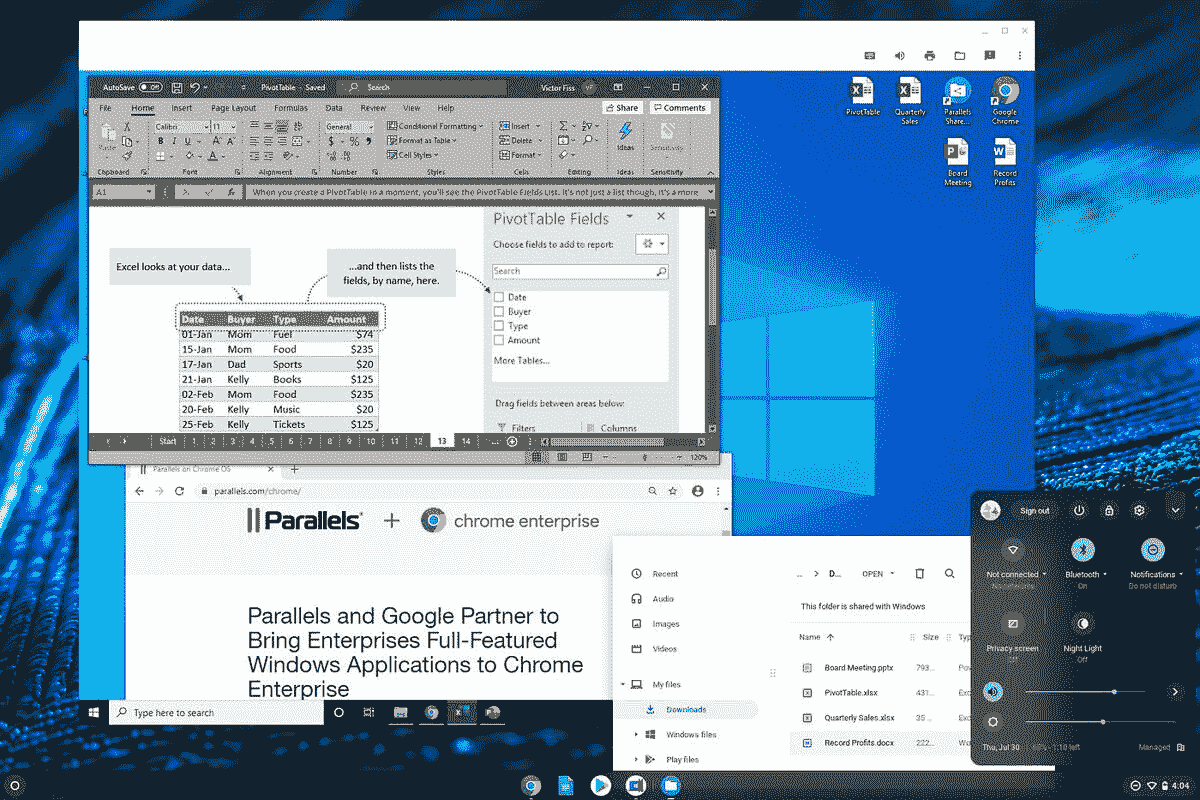 AutoSave Off
PivotTable - Saved
Search
Victor Fiss VF
File Home Insert Page Layout Formulas Data Review View Help
Share Comments
Paste
Calibri 11
B I U
General
$ % 9
Conditional Formatting
Format as Table
Cell Styles
Insert
Delete
Format
Ideas
Sensitivity
Clipboard Font Alignment Number Styles Cells Editing Ideas Sensitivity
A1 fx When you create a PivotTable in a moment, you'll see the PivotTable Fields List. It's not just a list though, it's a more
Excel looks at your data...
...and then lists the
fields, by name, here.
Date Buyer Type Amount
01-Jan Mom Fuel $74
15-Jan Mom Food $235
17-Jan Dad Sports $20
21-Jan Kelly Books $125
02-Feb Mom Food $235
20-Feb Kelly Music $20
25-Feb Kelly Tickets $125
PivotTable Fields
Choose fields to add to report:
Search
Date
Buyer
Type
Amount
More Tables...
Drag fields between areas below:
Filters Columns
Start 1 2 3 4 5 6 7 8 9 10 11 12 13 14 ...
120%
PivotTable
Quarterly
Sales
Parallels
Share...
Google
Chrome
Board
Meeting
Record
Profits
Parallels on Chrome OS
parallels.com/chrome/
Parallels + chrome enterprise
Parallels and Google Partner to
Bring Enterprises Full-Featured
Windows Applications to Chrome
Enterprise
Type here to search
Recent
Audio
Images
Videos
My files
Downloads
Windows files
Play files
... D... OPEN
This folder is shared with Windows
Name Size Typ
Board Meeting.pptx 793...
PivotTable.xlsx 431...
Quarterly Sales.xlsx 35 ...
Record Profits.docx 222...
Sign out
Not connected
Bluetooth
On
Notifications
Do not disturb
Privacy screen
Off
Night Light
Off
Thu, Jul 30
Managed
4:04